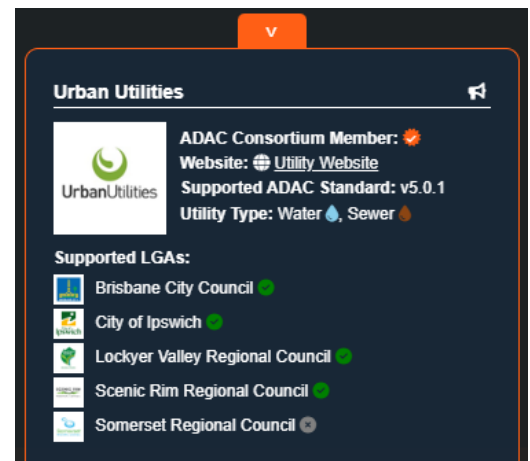 v
Urban Utilities
UrbanUtilities
ADAC Consortium Member:
Website: Utility Website
Supported ADAC Standard: v5.0.1
Utility Type: Water, Sewer
Supported LGAs:
Brisbane City Council
City of Ipswich
Lockyer Valley Regional Council
Scenic Rim Regional Council
Somerset Regional Council